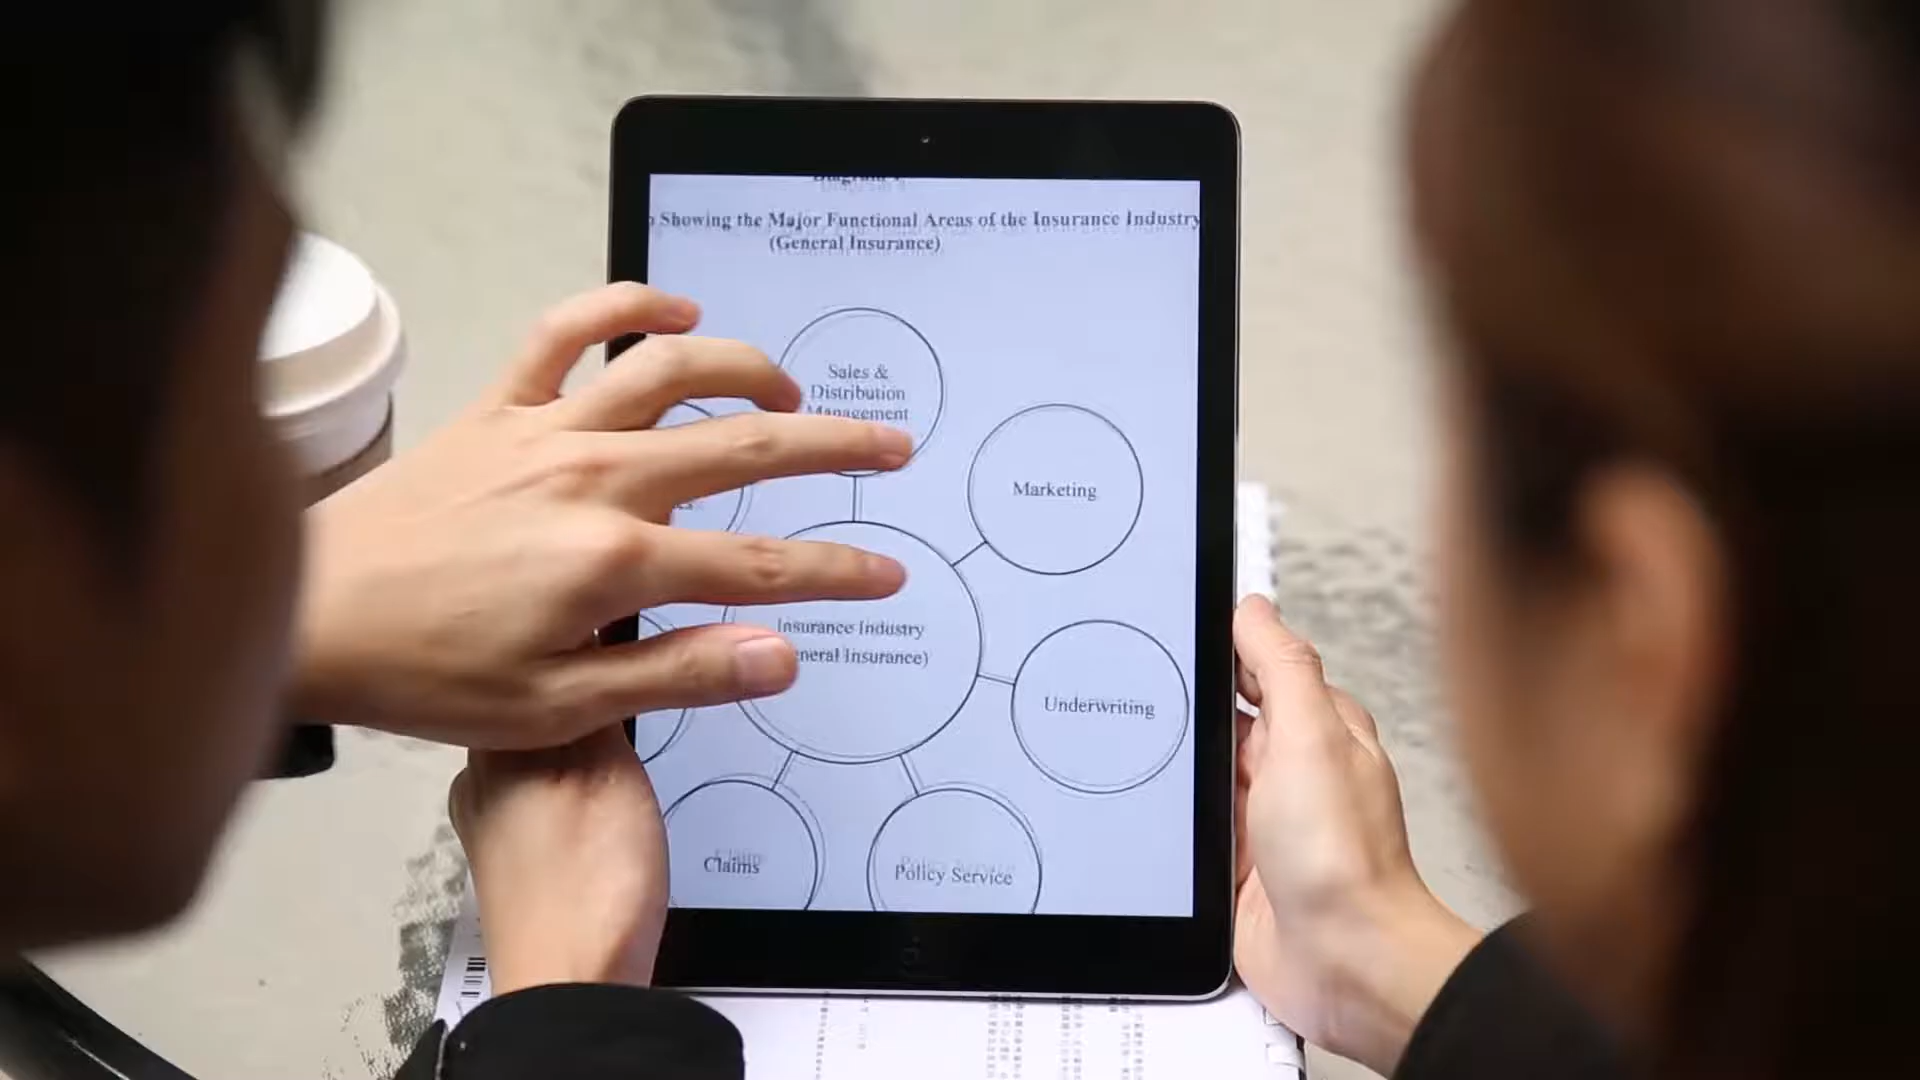 Showing the Major Functional Areas of the Insurance Industry
(General Insurance)
Sales &
Distribution
Management
Marketing
Insurance Industry
neral Insurance)
Underwriting
Claims
Policy Service